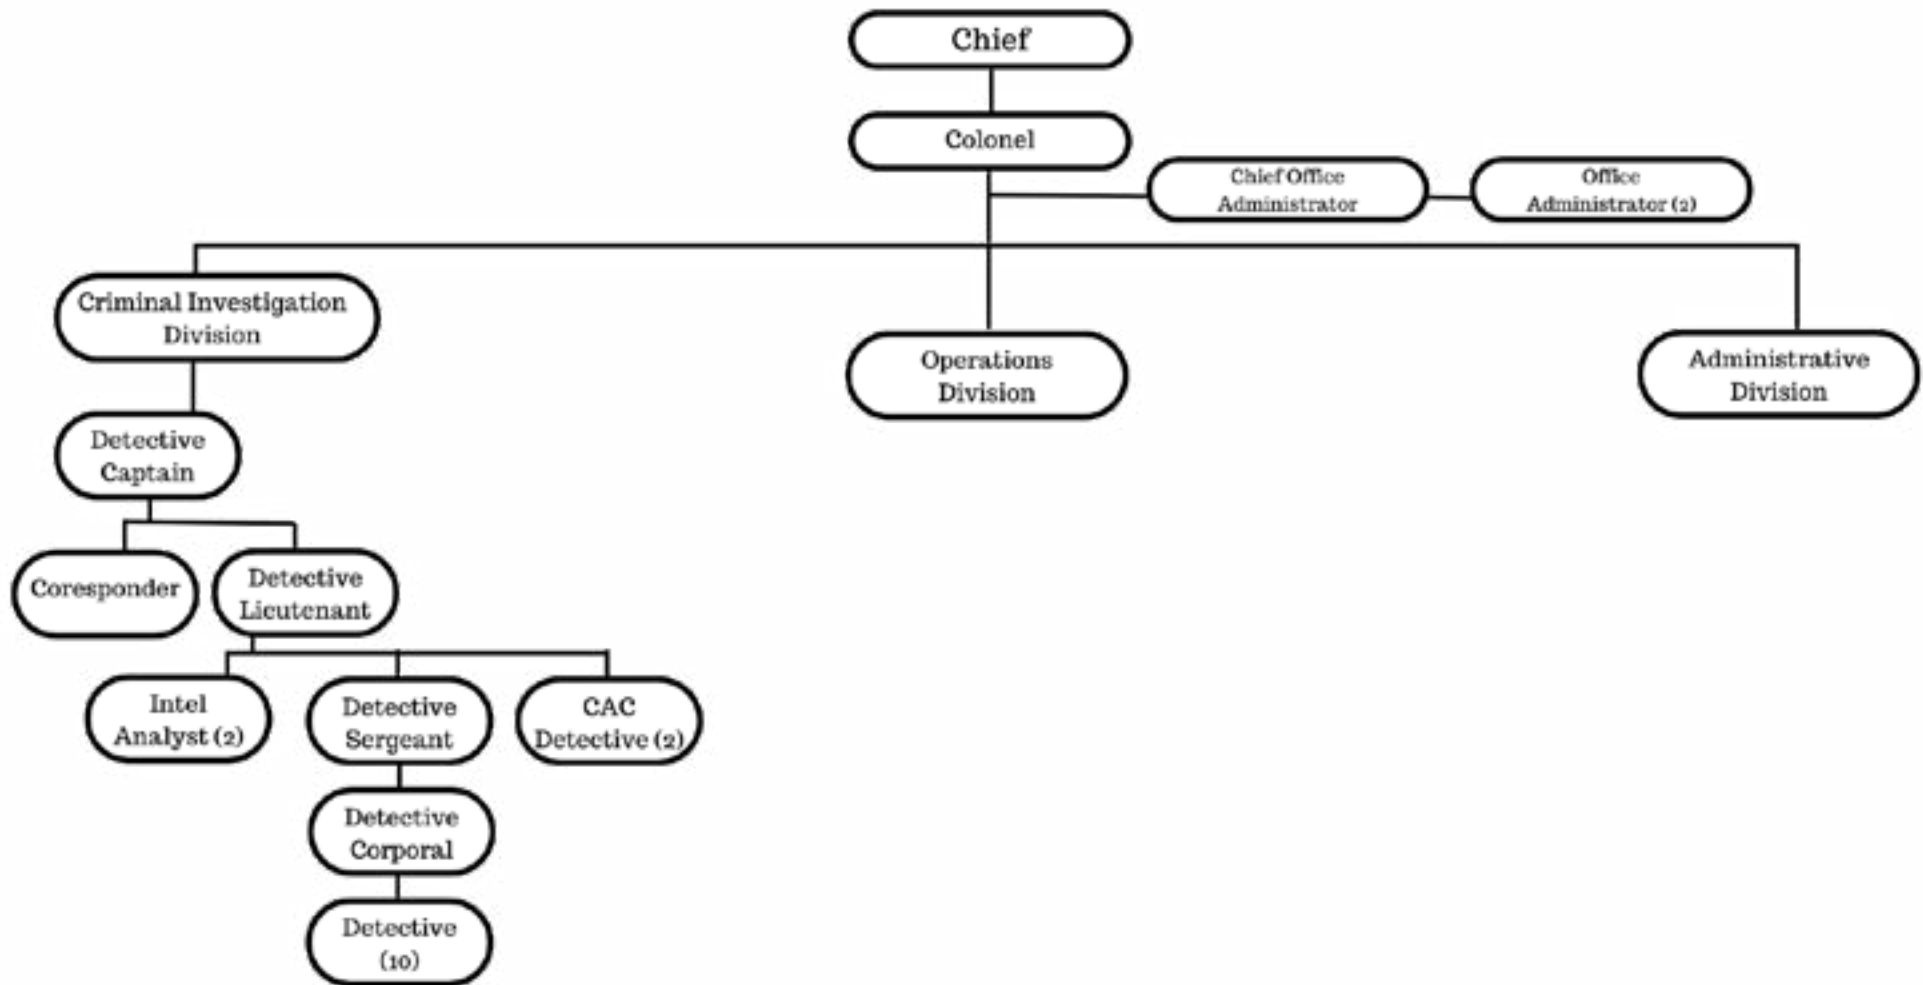 Chief
Colonel
Chief Office
Administrator
Office
Administrator (2)
Criminal Investigation
Division
Operations
Division
Administrative
Division
Detective
Captain
Coresponder
Detective
Lieutenant
Intel
Analyst (2)
Detective
Sergeant
CAC
Detective (2)
Detective
Corporal
Detective
(10)